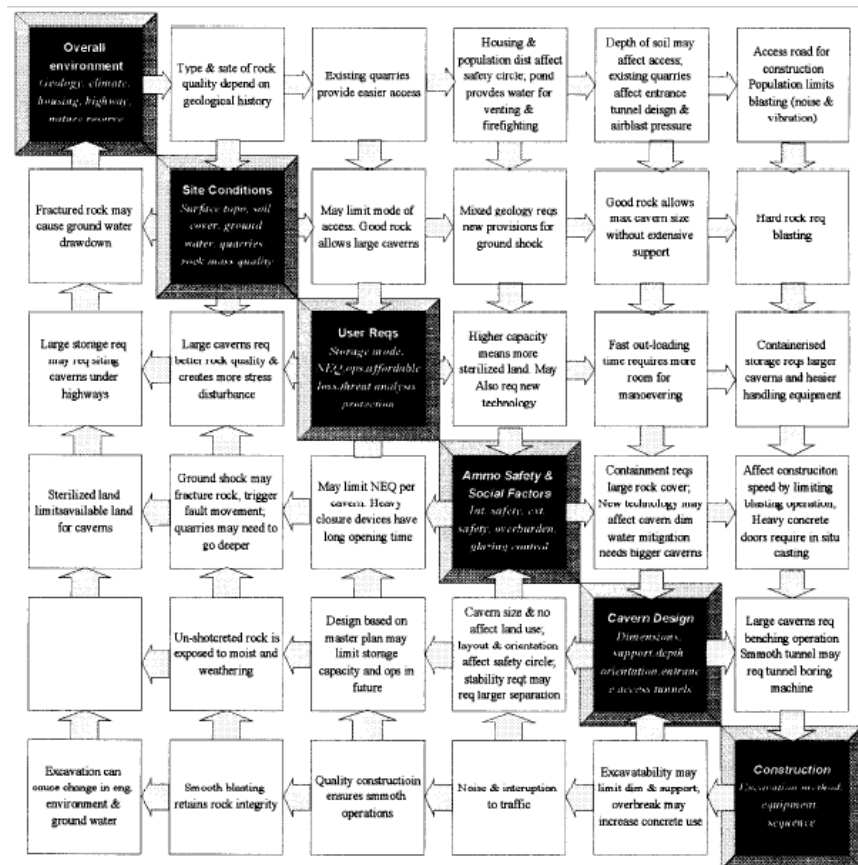 Overall
environment
Geology, climate,
housing, highway,
nature reserve
Type & sate of rock
quality depend on
geological history
Existing quarries
provide easier access
Housing &
population dist affect
safety circle; pond
provdes water for
venting &
firefighting
Depth of soil may
affect access;
existing quarries
affect entrance
tunnel deisgn &
airblast pressure
Access road for
construction
Population limits
blasting (noise &
vibration)
Fractured rock may
cause ground water
drawdown
Site Conditions
Surface topo, soil
cover, ground
water, quarries,
rock mass quality
May limit mode of
access. Good rock
allows large caverns
Mixed geology reqs
new provisions for
ground shock
Good rock allows
max cavern size
without extensive
support
Hard rock req
blasting
Large storage req
may req siting
caverns under
highways
Large caverns req
better rock quality &
creates more stress
disturbance
User Reqs
Storage mode,
NEQ,ops,affordable
loss,threat analysis
protection
Higher capacity
means more
sterilized land. May
Also req new
technology
Fast out-loading
time requires more
room for
manoevering
Containerised
storage reqs larger
caverns and heaier
handling equipment
Sterilized land
limitsavailable land
for caverns
Ground shock may
fracture rock, trigger
fault movement;
quarries may need to
go deeper
May limit NEQ per
cavern. Heavy
closure devices have
long opening time
Ammo Safety &
Social Factors
Int. safety, ext.
safety, overburden,
glazing control
Containment reqs
large rock cover;
New technology may
affect cavern dim
water mitigation
needs bigger caverns
Affect construciton
speed by limiting
blasting operation,
Heavy concrete
doors require in situ
casting
Un-shotcreted rock is
exposed to moist and
weathering
Design based on
master plan may
limit storage
capacity and ops in
future
Cavern size & no
affect land use;
layout & orientation
affect safety circle;
stability reqt may
req larger separation
Cavern Design
Dimensions,
support,depth
orientation,entranc
e access tunnels
Large caverns req
benching operation
Smmoth tunnel may
req tunnel boring
machine
Excavation can
cause change in eng.
environment &
ground water
Smooth blasting
retains rock integrity
Quality constructioin
ensures smmoth
operations
Noise & interuption
to traffic
Excavatability may
limit dim & support,
overbreak may
increase concrete use
Construction
Excavation method,
equipment,
sequence